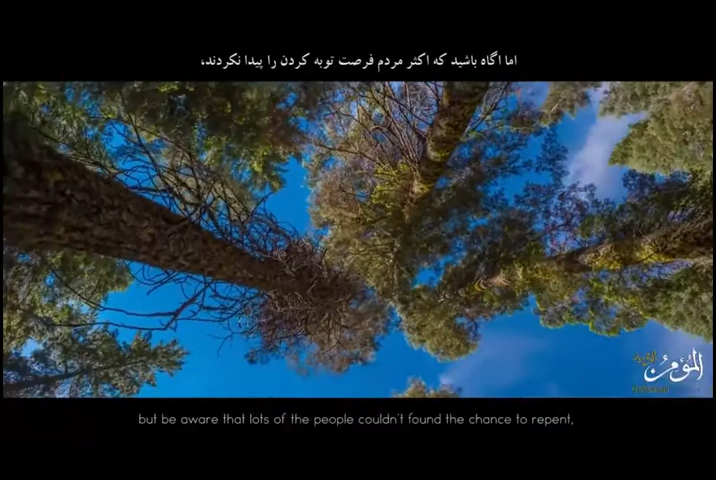 اما اگاه باشید که اکثر مردم فرصت توبه کردن را پیدا نکردند،
المؤمن
but be aware that lots of the people couldn't found the chance to repent,